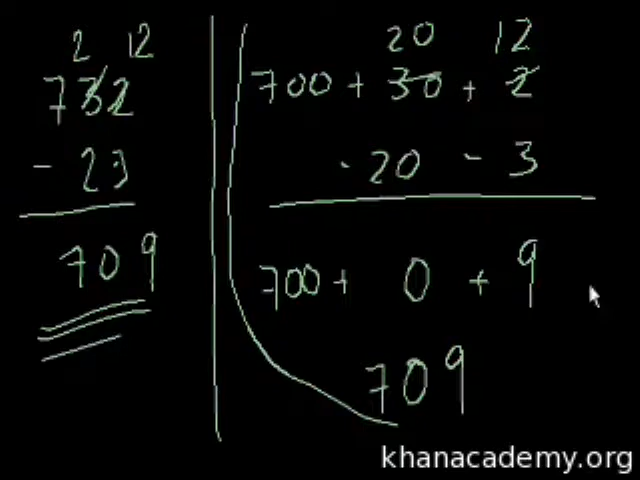 2 12
732
- 23
709
20 12
700 + 30 + 2
- 20 - 3
700 + 0 + 9
709
khanacademy.org